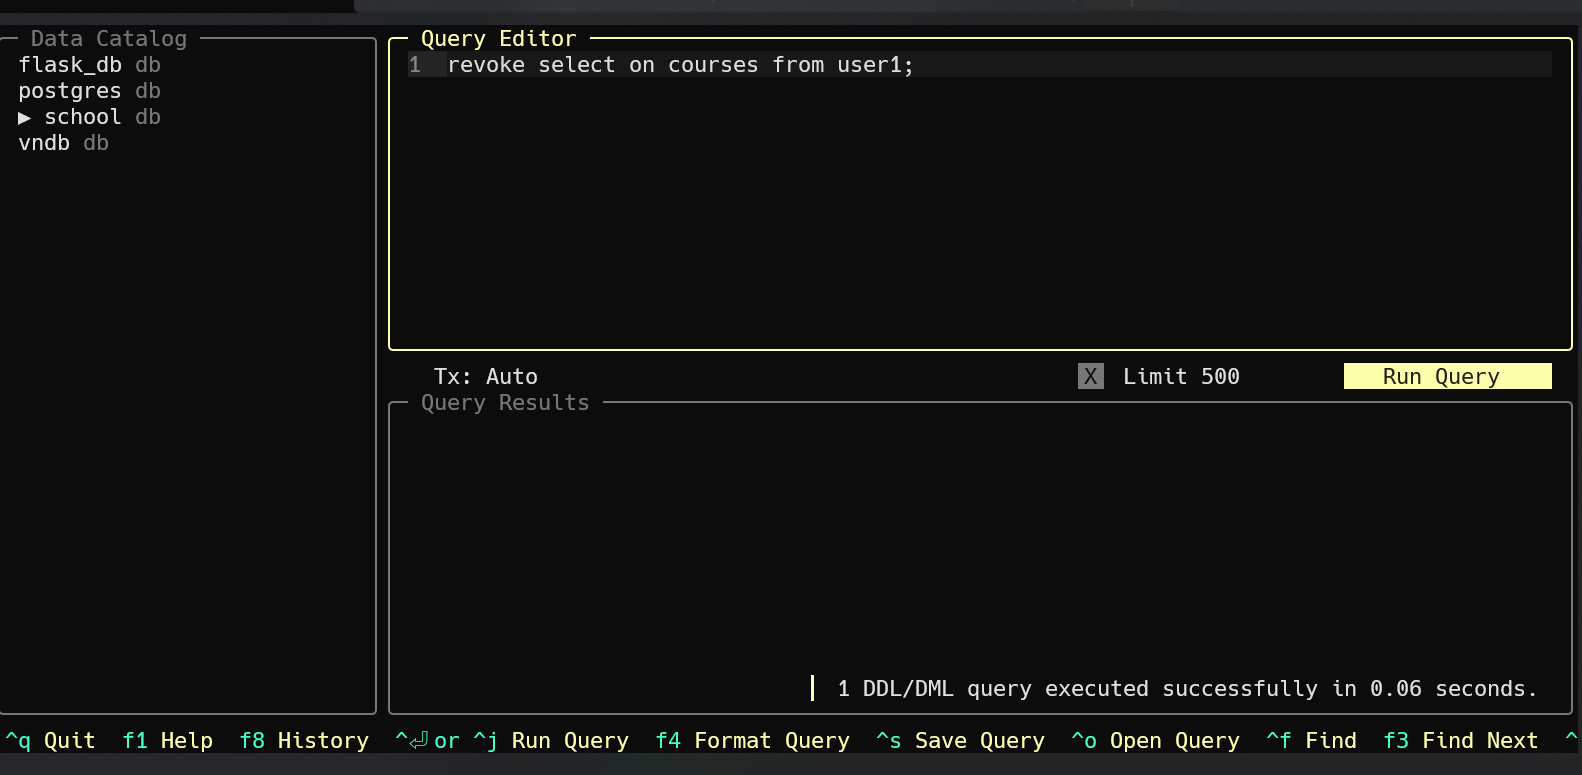 Data Catalog
flask_db db
postgres db
▶ school db
vndb db
Query Editor
1 revoke select on courses from user1;
Tx: Auto
X Limit 500
Run Query
Query Results
1 DDL/DML query executed successfully in 0.06 seconds.
^q Quit f1 Help f8 History ^⏎ or ^j Run Query f4 Format Query ^s Save Query ^o Open Query ^f Find f3 Find Next ^